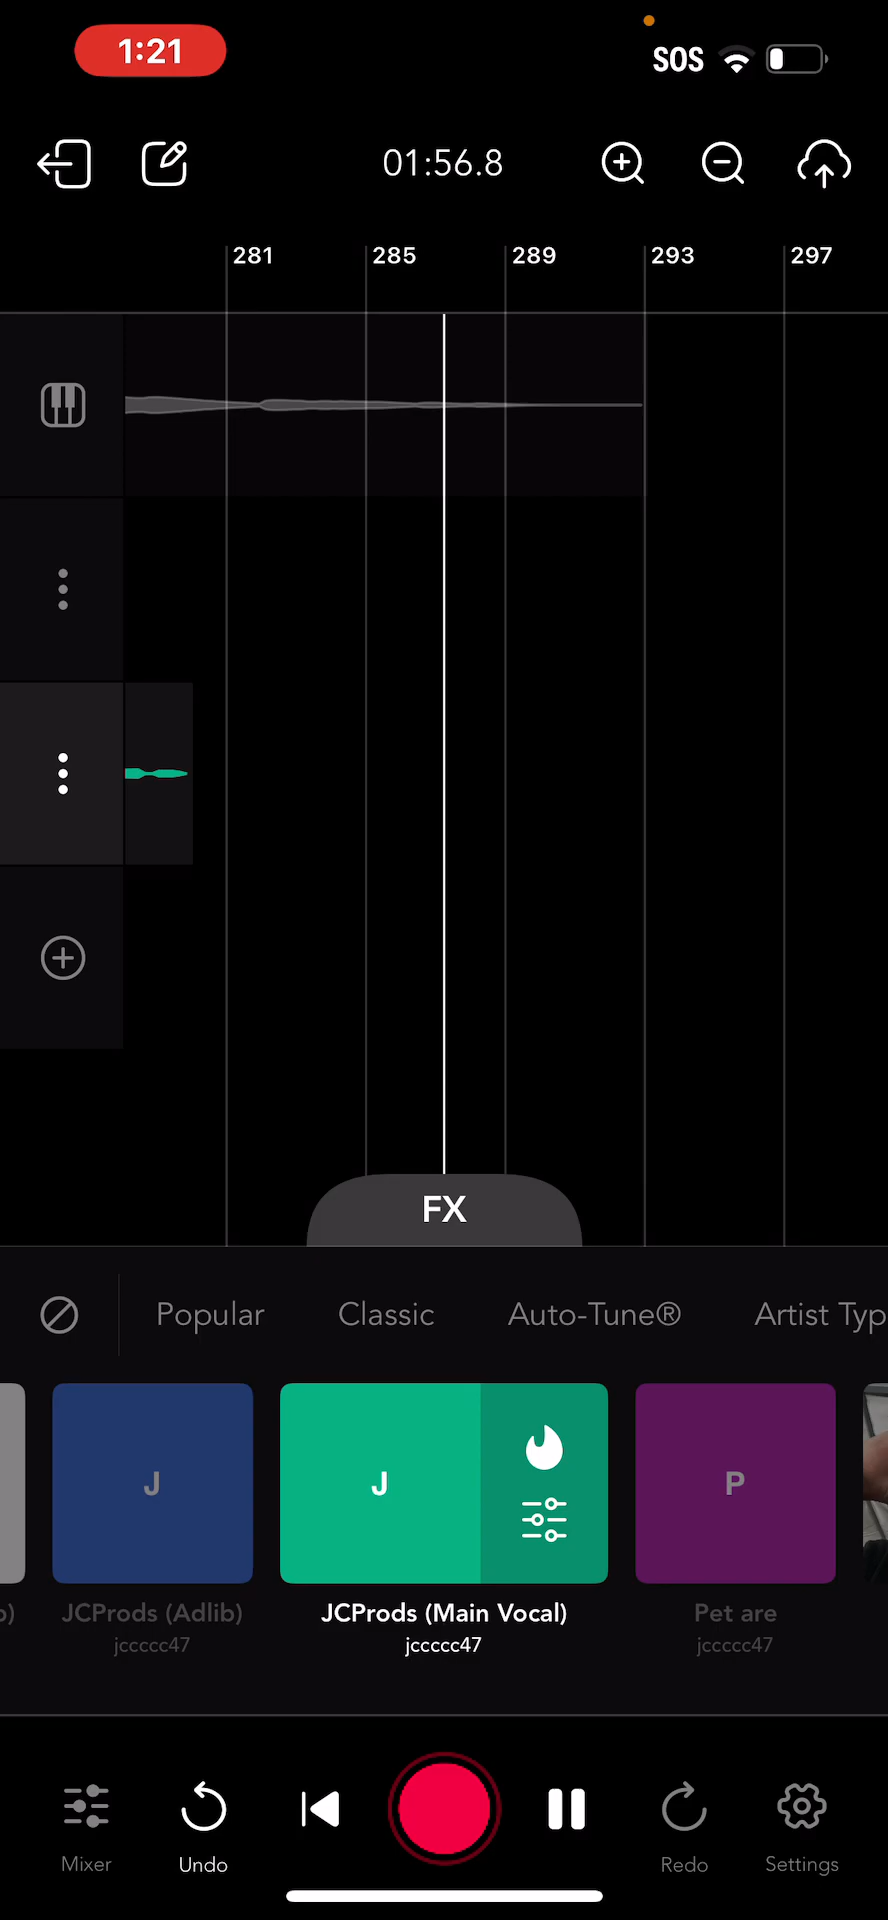 1:21
SOS
01:56.8
281 285 289 293 297
FX
Popular Classic Auto-Tune® Artist Typ
J J P
JCProds (Adlib) JCProds (Main Vocal) Pet are
jccccc47 jccccc47 jccccc47
Mixer Undo Redo Settings